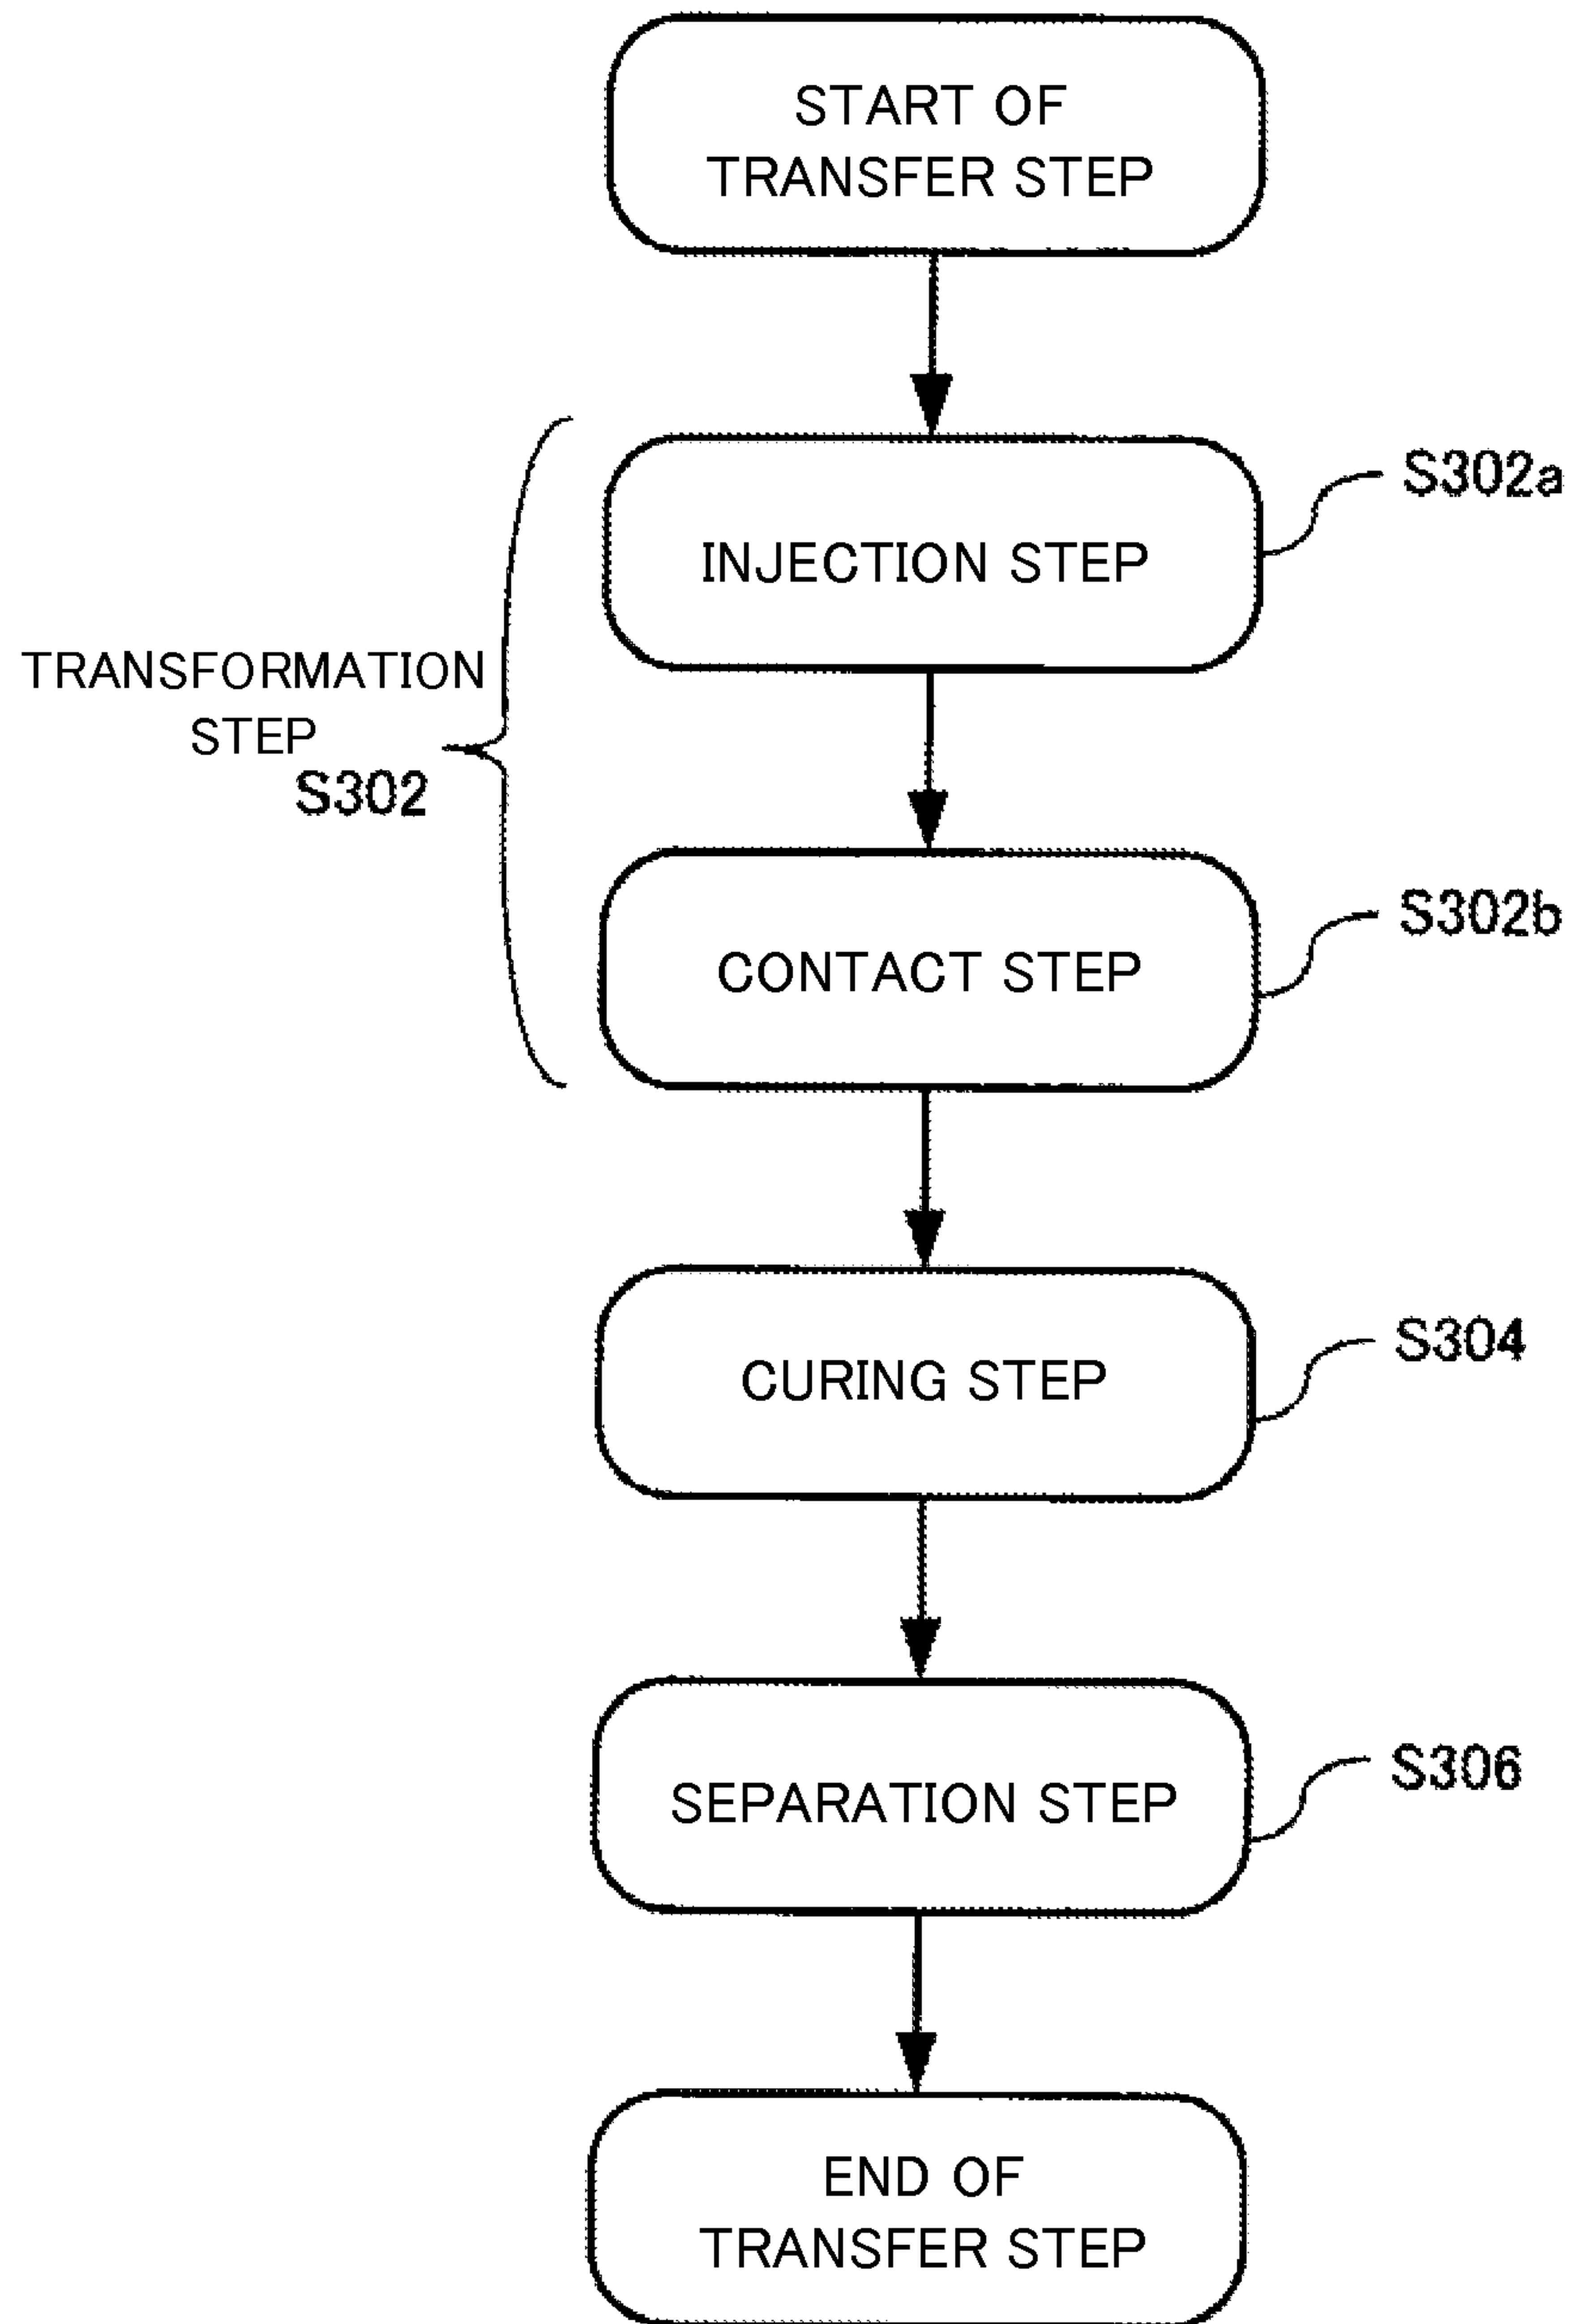 START OF
TRANSFER STEP
S302a
INJECTION STEP
TRANSFORMATION
STEP
S302
S302b
CONTACT STEP
S304
CURING STEP
S306
SEPARATION STEP
END OF
TRANSFER STEP